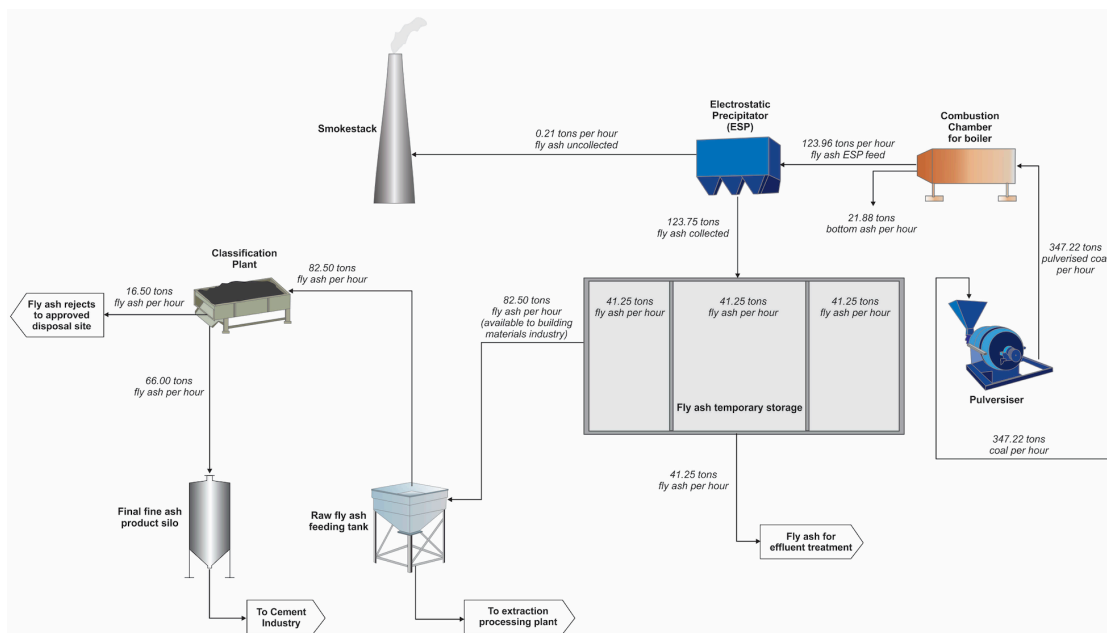 Smokestack
0.21 tons per hour
fly ash uncollected
Electrostatic
Precipitator
(ESP)
123.96 tons per hour
fly ash ESP feed
Combustion
Chamber
for boiler
21.88 tons
bottom ash per hour
123.75 tons
fly ash collected
347.22 tons
pulverised coal
per hour
Classification
Plant
82.50 tons
fly ash per hour
16.50 tons
fly ash per hour
Fly ash rejects
to approved
disposal site
82.50 tons
fly ash per hour
(available to building
materials industry)
41.25 tons
fly ash per hour
41.25 tons
fly ash per hour
41.25 tons
fly ash per hour
Fly ash temporary storage
Pulversiser
66.00 tons
fly ash per hour
347.22 tons
coal per hour
41.25 tons
fly ash per hour
Final fine ash
product silo
Raw fly ash
feeding tank
Fly ash for
effluent treatment
To Cement
Industry
To extraction
processing plant